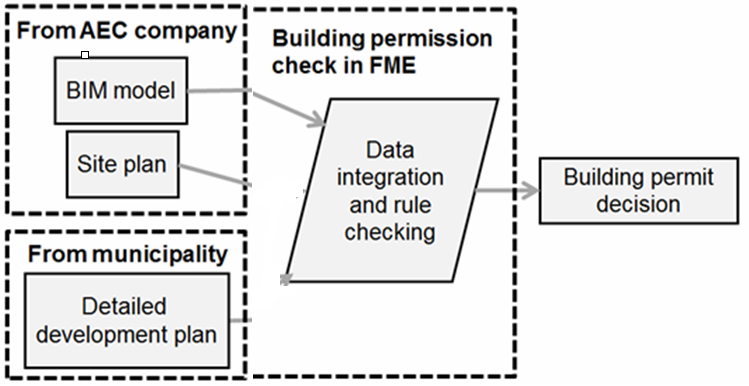 From AEC company
BIM model
Site plan
From municipality
Detailed
development plan
Building permission
check in FME
Data
integration
and rule
checking
Building permit
decision